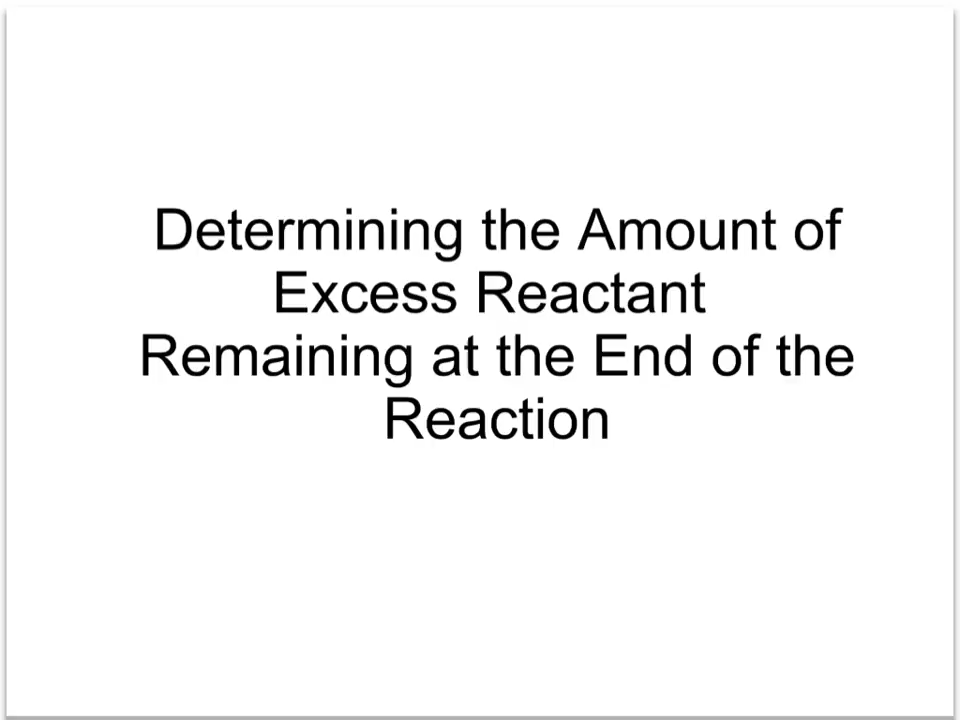 Determining the Amount of
Excess Reactant
Remaining at the End of the
Reaction